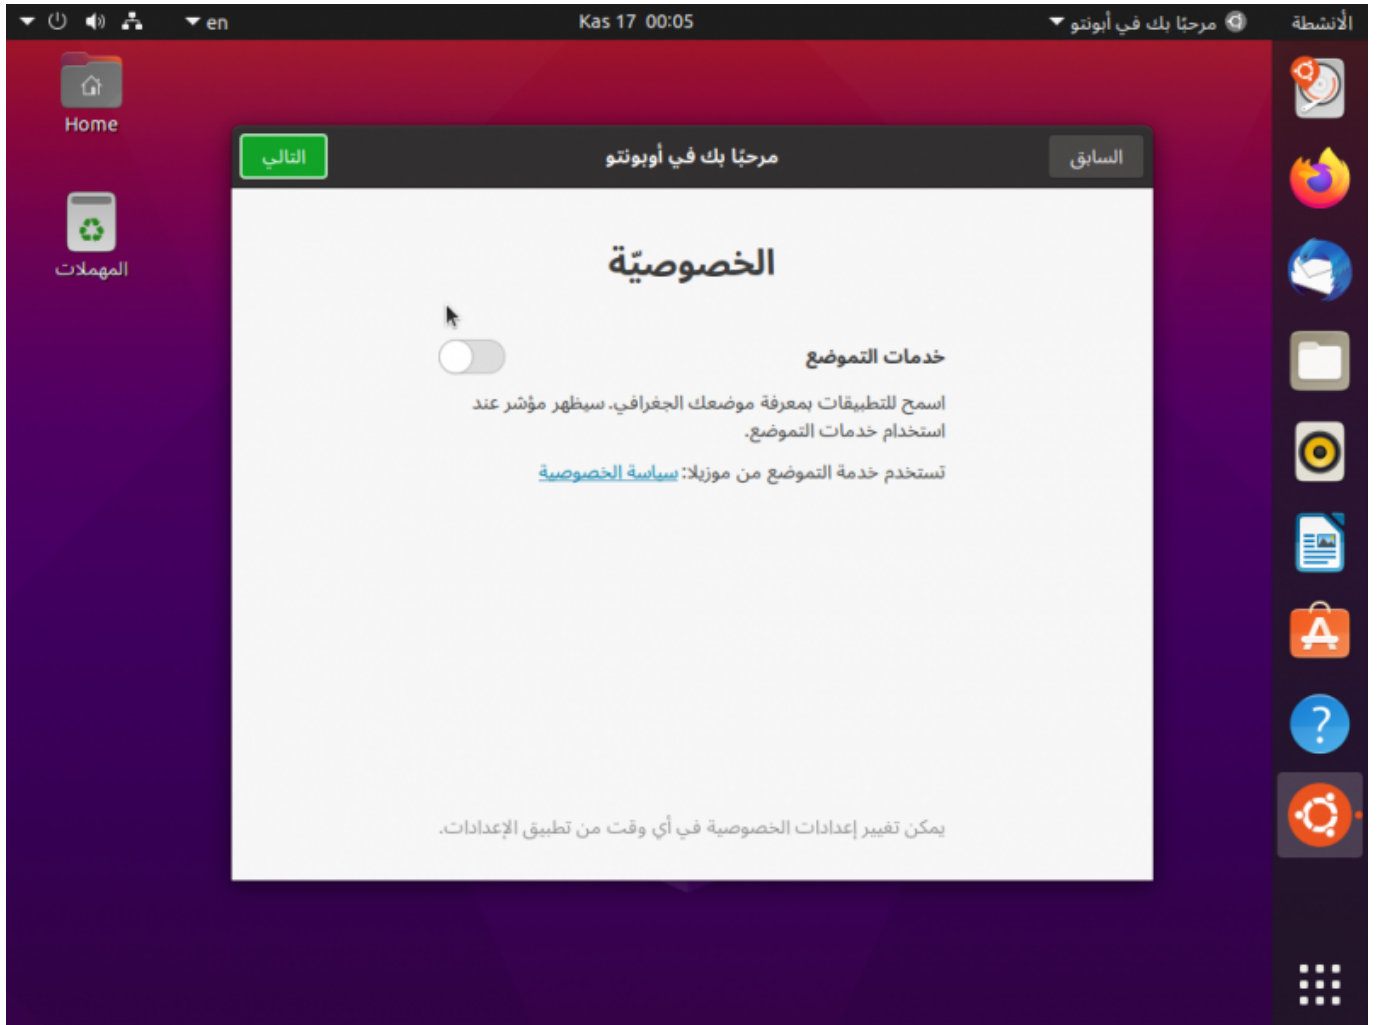 الأنشطة
مرحبًا بك في أبونتو
Kas 17 00:05
en
Home
المهملات
السابق
مرحبًا بك في أوبونتو
التالي
الخصوصيّة
خدمات التموضع
اسمح للتطبيقات بمعرفة موضعك الجغرافي. سيظهر مؤشر عند
استخدام خدمات التموضع.
تستخدم خدمة التموضع من موزيلا: سياسة الخصوصية
يمكن تغيير إعدادات الخصوصية في أي وقت من تطبيق الإعدادات.